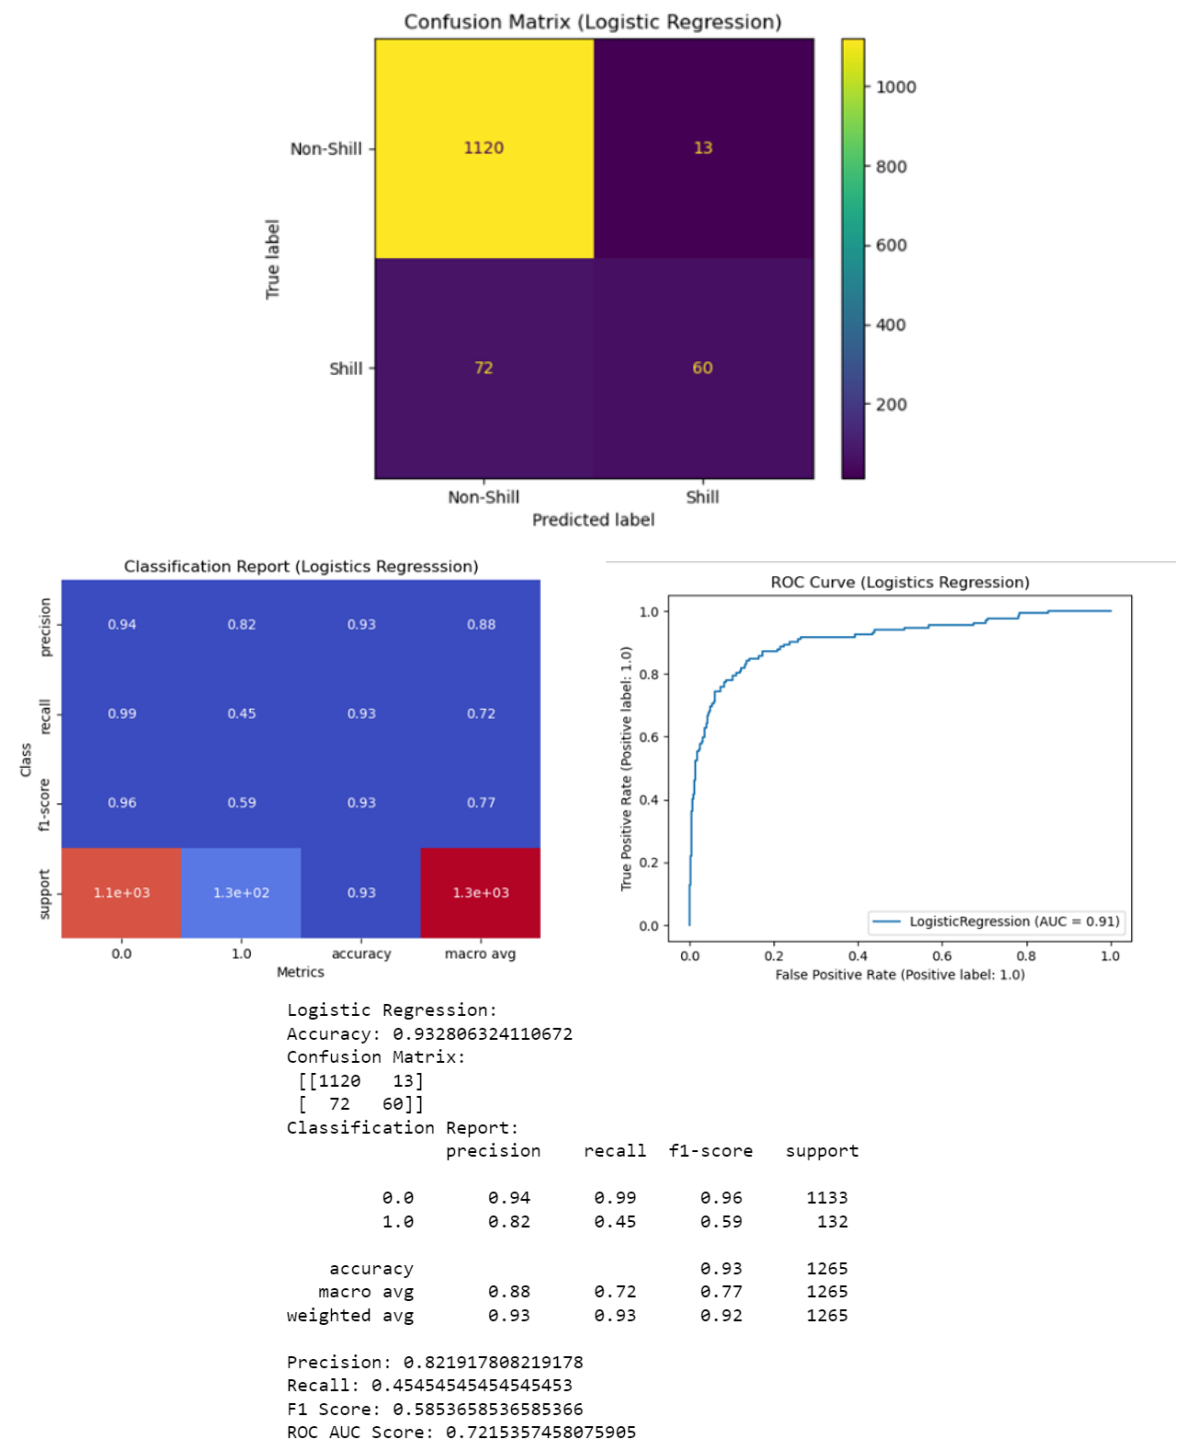 Confusion Matrix (Logistic Regression)
Non-Shill
1120
13
Shill
72
60
True label
Non-Shill
Shill
Predicted label
1000
800
600
400
200
Classification Report (Logistics Regresssion)
precision
0.94 0.82 0.93 0.88
recall
0.99 0.45 0.93 0.72
f1-score
0.96 0.59 0.93 0.77
support
1.1e+03 1.3e+02 0.93 1.3e+03
Class
0.0 1.0 accuracy macro avg
Metrics
ROC Curve (Logistics Regression)
True Positive Rate (Positive label: 1.0)
1.0
0.8
0.6
0.4
0.2
0.0
LogisticRegression (AUC = 0.91)
0.0 0.2 0.4 0.6 0.8 1.0
False Positive Rate (Positive label: 1.0)
Logistic Regression:
Accuracy: 0.932806324110672
Confusion Matrix:
[[1120 13]
[ 72 60]]
Classification Report:
precision recall f1-score support
0.0 0.94 0.99 0.96 1133
1.0 0.82 0.45 0.59 132
accuracy 0.93 1265
macro avg 0.88 0.72 0.77 1265
weighted avg 0.93 0.93 0.92 1265
Precision: 0.821917808219178
Recall: 0.45454545454545453
F1 Score: 0.5853658536585366
ROC AUC Score: 0.7215357458075905